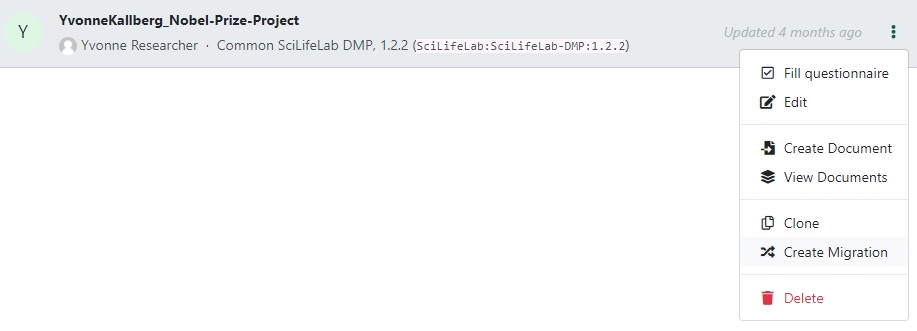 Y
YvonneKallberg_Nobel-Prize-Project
Yvonne Researcher · Common SciLifeLab DMP, 1.2.2 (SciLifeLab:SciLifeLab-DMP:1.2.2)
Updated 4 months ago
Fill questionnaire
Edit
Create Document
View Documents
Clone
Create Migration
Delete